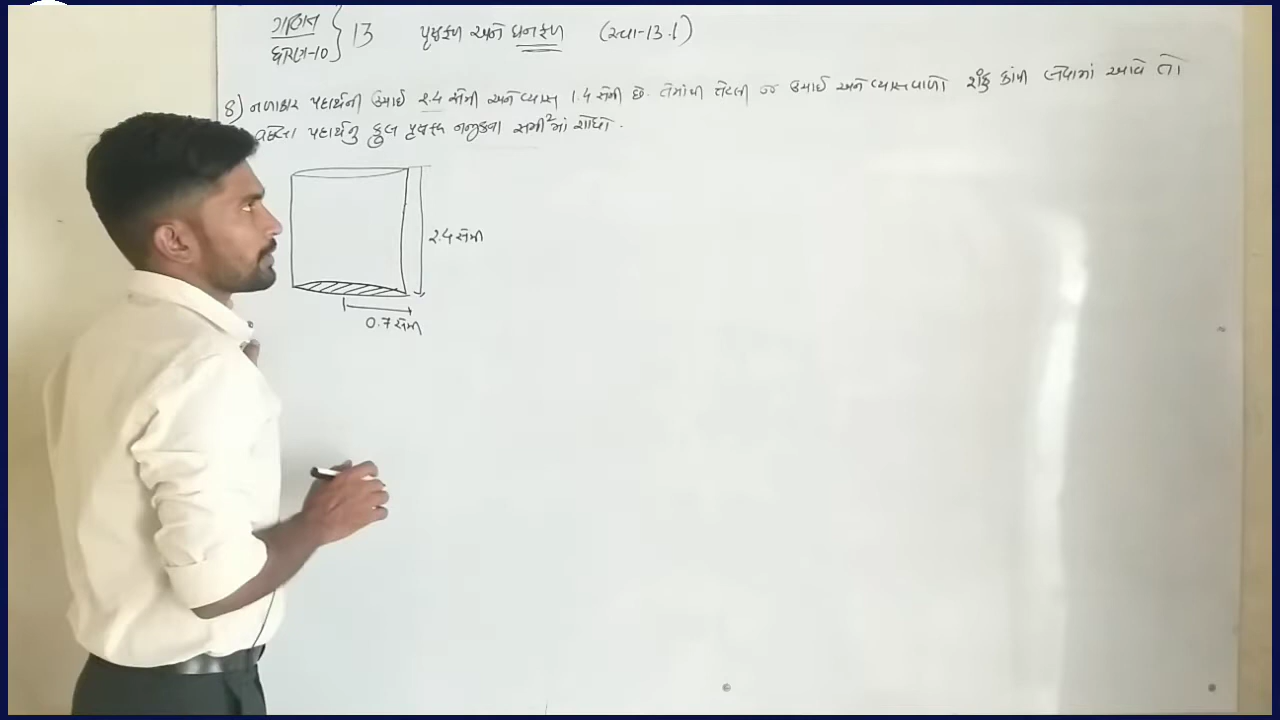 ગણિત
ધોરણ-10 } 13 પૃષ્ઠફળ અને ઘનફળ (સ્વા-13.1)
8) નળાકાર પદાર્થની ઊંચાઈ 2.4 સેમી અને વ્યાસ 1.4 સેમી છે. તેમાંથી તેટલી જ ઊંચાઈ અને વ્યાસવાળો શંકુ કાપી લેવામાં આવે તો
વધેલા પદાર્થનુ કુલ પૃષ્ઠફળ નજીકના સેમી²માં શોધો.
2.4 સેમી
0.7 સેમી